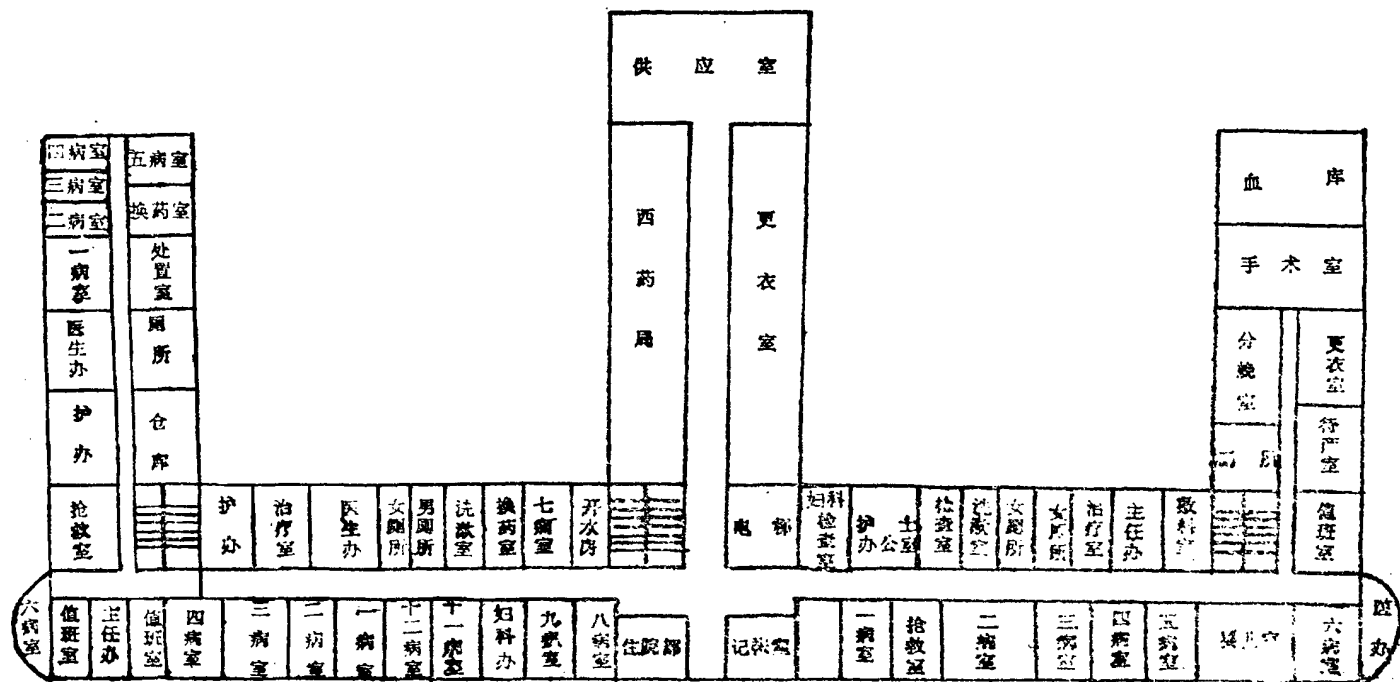 供应室
四病室
五病室
三病室
换药室
二病室
一病室
处置室
医生办
厕所
护办
仓库
抢救室
西药局
更衣室
血库
手术室
分娩室
更衣室
待产室
值班室
护办
治疗室
医生办
女厕所
男厕所
洗漱室
换药室
七病室
开水房
电梯
妇科检查室
护士办公室
检查室
洗漱室
女厕所
女厕所
治疗室
主任办
敷料室
六病室
值班室
主任办
值班室
四病室
三病室
二病室
一病室
十二病室
十一病室
妇科办
九病室
八病室
住院部
记账室
一病室
抢救室
二病室
三病室
四病室
五病室
六病室